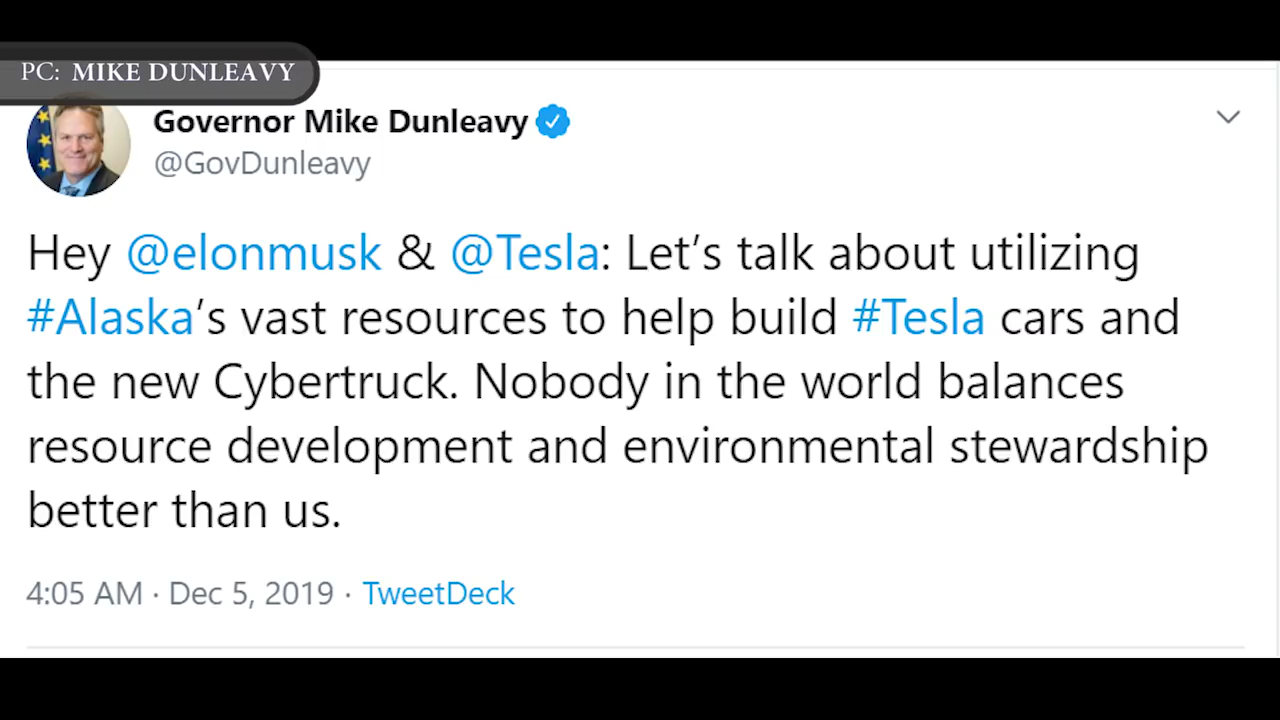 PC: MIKE DUNLEAVY
Governor Mike Dunleavy
@GovDunleavy
Hey @elonmusk & @Tesla: Let’s talk about utilizing
#Alaska’s vast resources to help build #Tesla cars and
the new Cybertruck. Nobody in the world balances
resource development and environmental stewardship
better than us.
4:05 AM · Dec 5, 2019 · TweetDeck